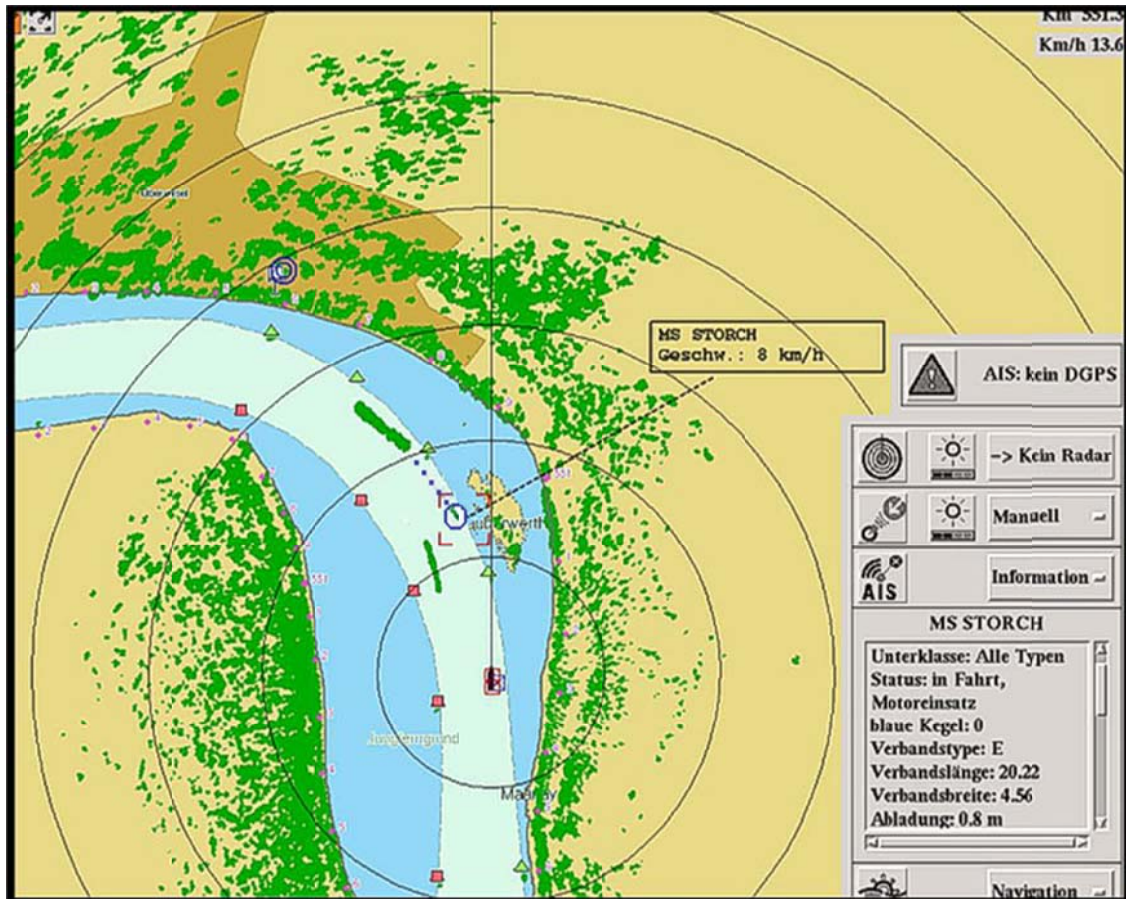 Km 551.3
Km/h 13.6
Oberwesel
MS STORCH
Geschw.: 8 km/h
AIS: kein DGPS
-> Kein Radar
551
Manuell
AIS
Information
551
MS STORCH
Unterklasse: Alle Typen
Status: in Fahrt,
Motoreinsatz
blaue Kegel: 0
Verbandstype: E
Verbandslänge: 20.22
Verbandsbreite: 4.56
Abladung: 0.8 m
Jungferngrund
Navigation